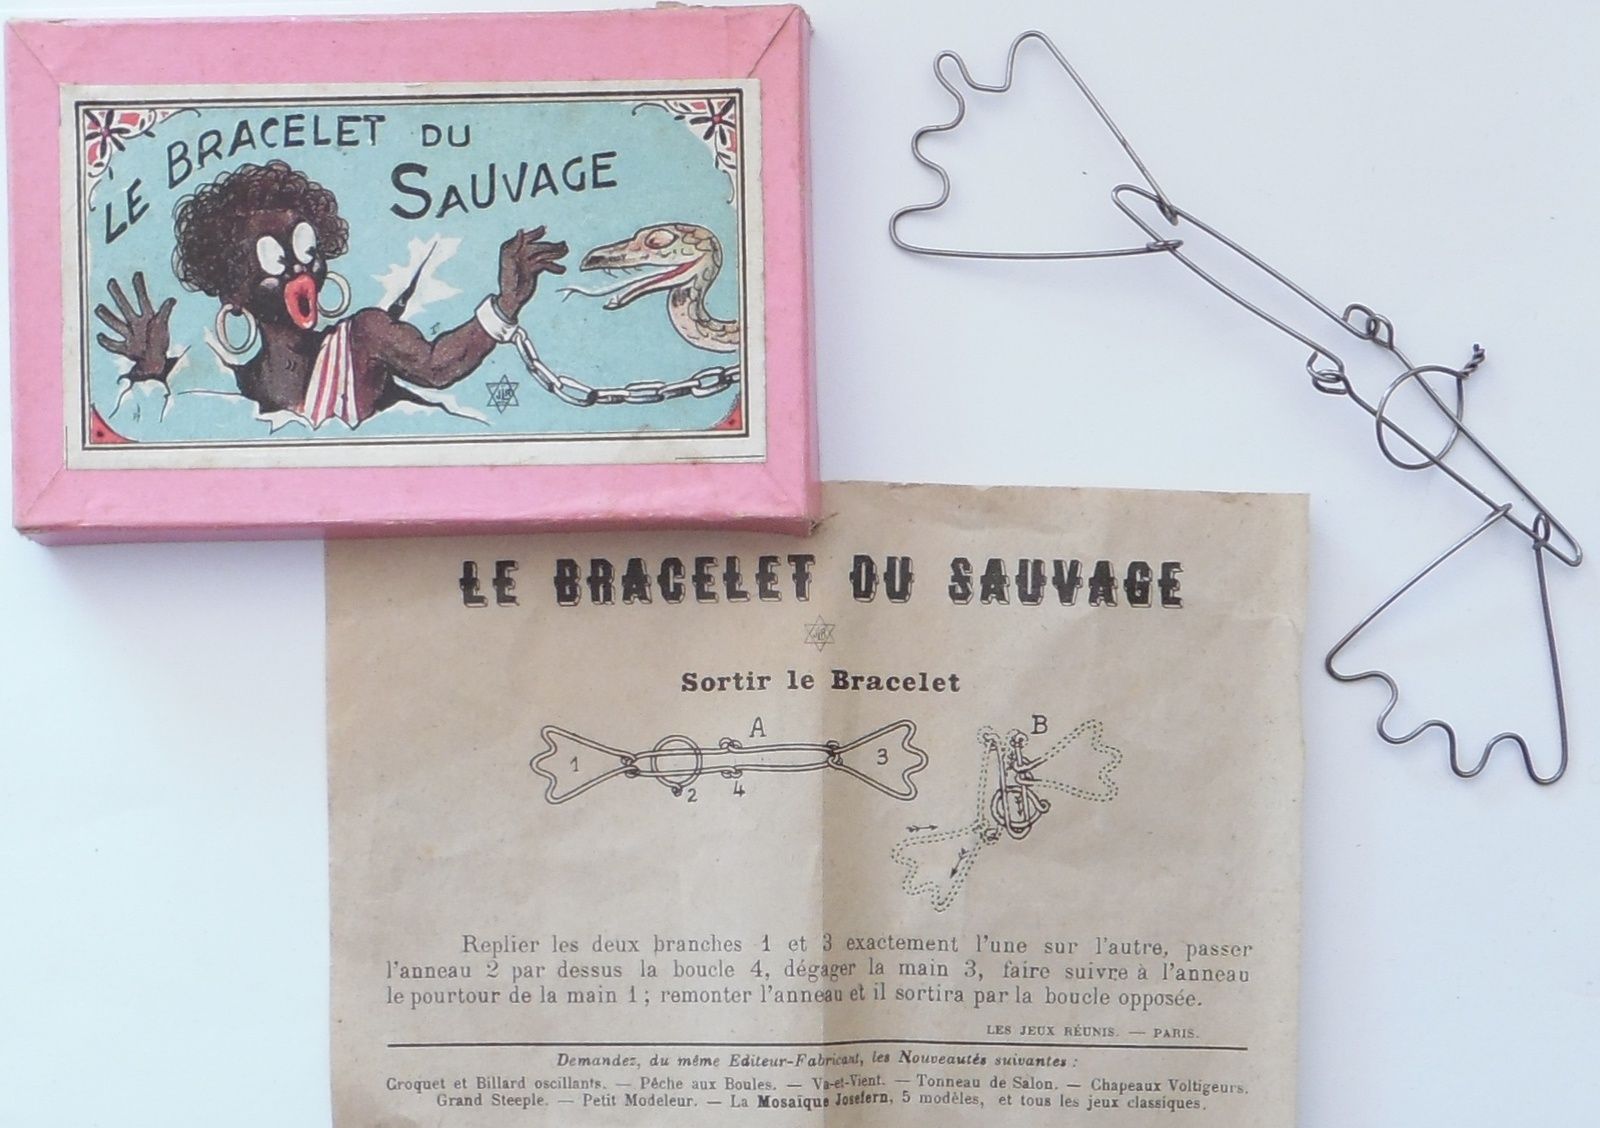 LE BRACELET DU
SAUVAGE
LE BRACELET DU SAUVAGE
JLR
Sortir le Bracelet
A
B
1
2
3
4
Replier les deux branches 1 et 3 exactement l'une sur l'autre, passer
l'anneau 2 par dessus la boucle 4, dégager la main 3, faire suivre à l'anneau
le pourtour de la main 1 ; remonter l'anneau et il sortira par la boucle opposée.
LES JEUX RÉUNIS. — PARIS.
Demandez, du même Editeur-Fabricant, les Nouveautés suivantes :
Croquet et Billard oscillants. — Pêche aux Boules. — Va-et-Vient. — Tonneau de Salon. — Chapeaux Voltigeurs.
Grand Steeple. — Petit Modeleur. — La Mosaïque Josefern, 5 modèles, et tous les jeux classiques.